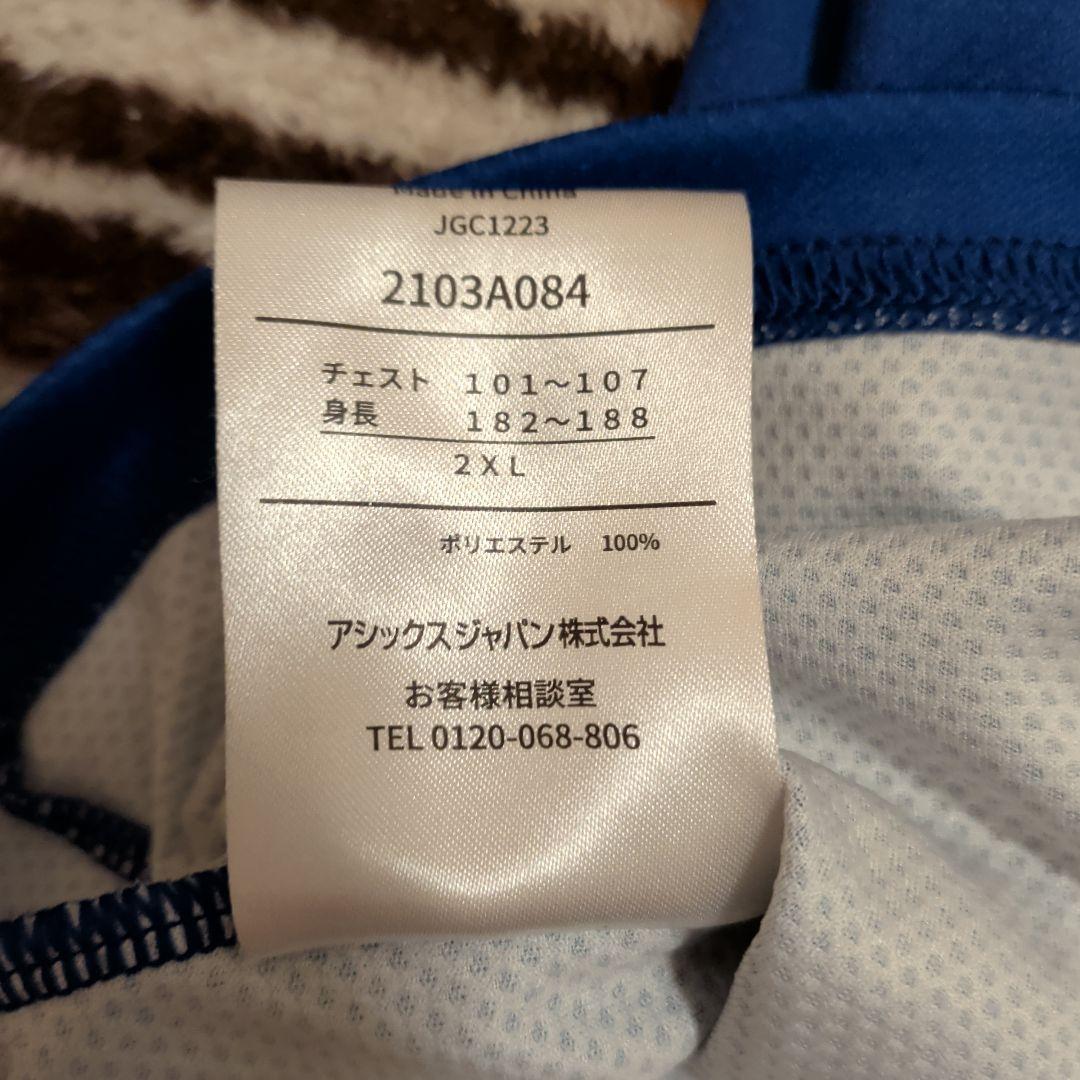 Made in China
JGC1223
2103A084
チェスト １０１～１０７
身長 １８２～１８８
２ＸＬ
ポリエステル 100%
アシックスジャパン株式会社
お客様相談室
TEL 0120-068-806